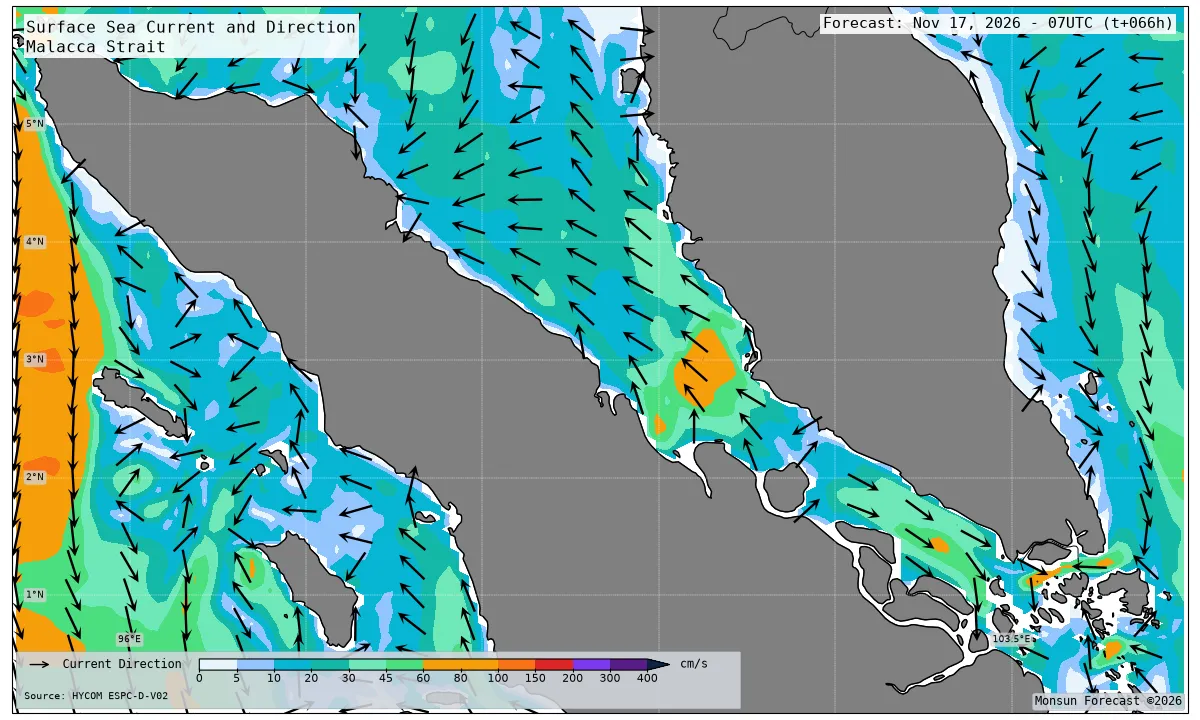 Surface Sea Current and Direction
Malacca Strait
Forecast: Nov 17, 2026 - 07UTC (t+066h)
5°N
4°N
3°N
2°N
1°N
96°E
103.5°E
Current Direction
0 5 10 20 30 45 60 80 100 150 200 300 400
cm/s
Source: HYCOM ESPC-D-V02
Monsun Forecast ©2026